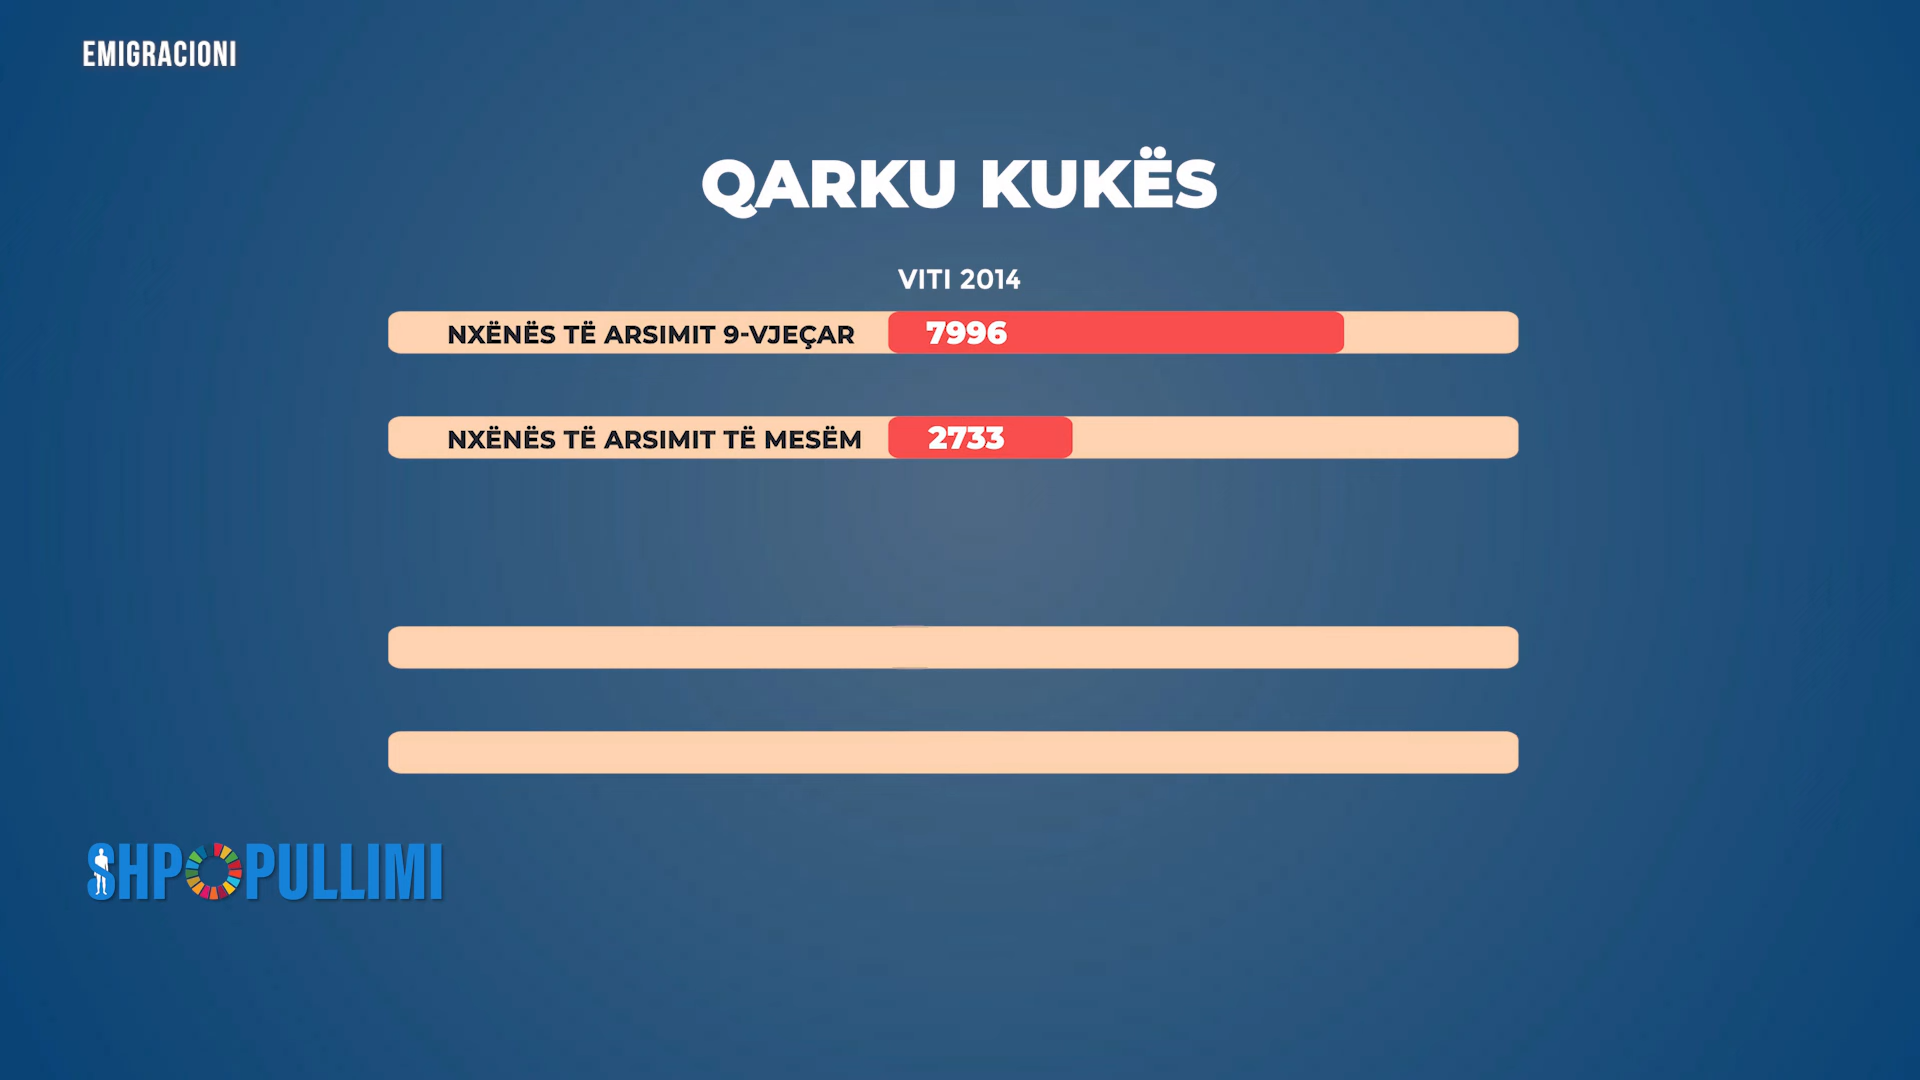 EMIGRACIONI
QARKU KUKËS
VITI 2014
NXËNËS TË ARSIMIT 9-VJEÇAR 7996
NXËNËS TË ARSIMIT TË MESËM 2733
SHPOPULLIMI